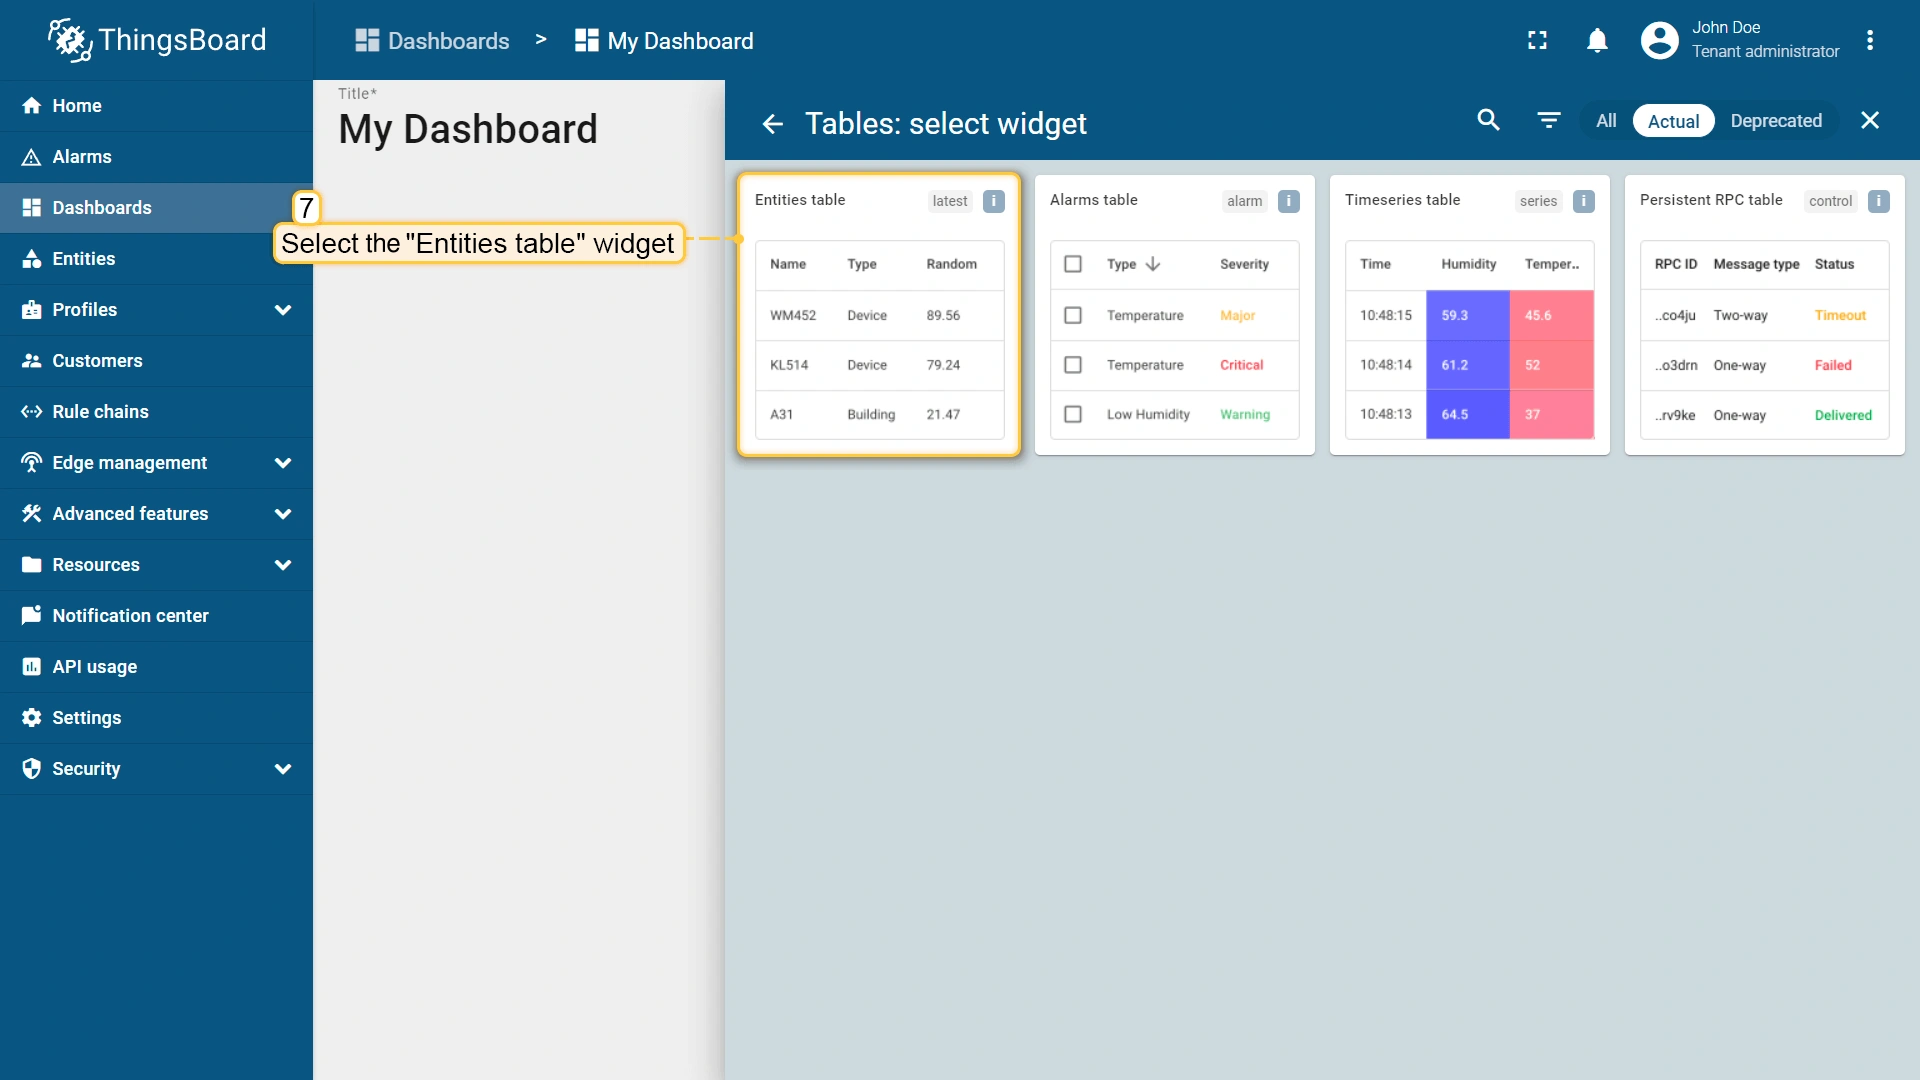 ThingsBoard
Dashboards > My Dashboard
John Doe
Tenant administrator
Home
Alarms
Dashboards
Entities
Profiles
Customers
Rule chains
Edge management
Advanced features
Resources
Notification center
API usage
Settings
Security
Title*
My Dashboard
7
Select the "Entities table" widget
Tables: select widget
All Actual Deprecated
Entities table latest i
Name Type Random
WM452 Device 89.56
KL514 Device 79.24
A31 Building 21.47
Alarms table alarm i
Type Severity
Temperature Major
Temperature Critical
Low Humidity Warning
Timeseries table series i
Time Humidity Temper..
10:48:15 59.3 45.6
10:48:14 61.2 52
10:48:13 64.5 37
Persistent RPC table control i
RPC ID Message type Status
..co4ju Two-way Timeout
..o3drn One-way Failed
..rv9ke One-way Delivered